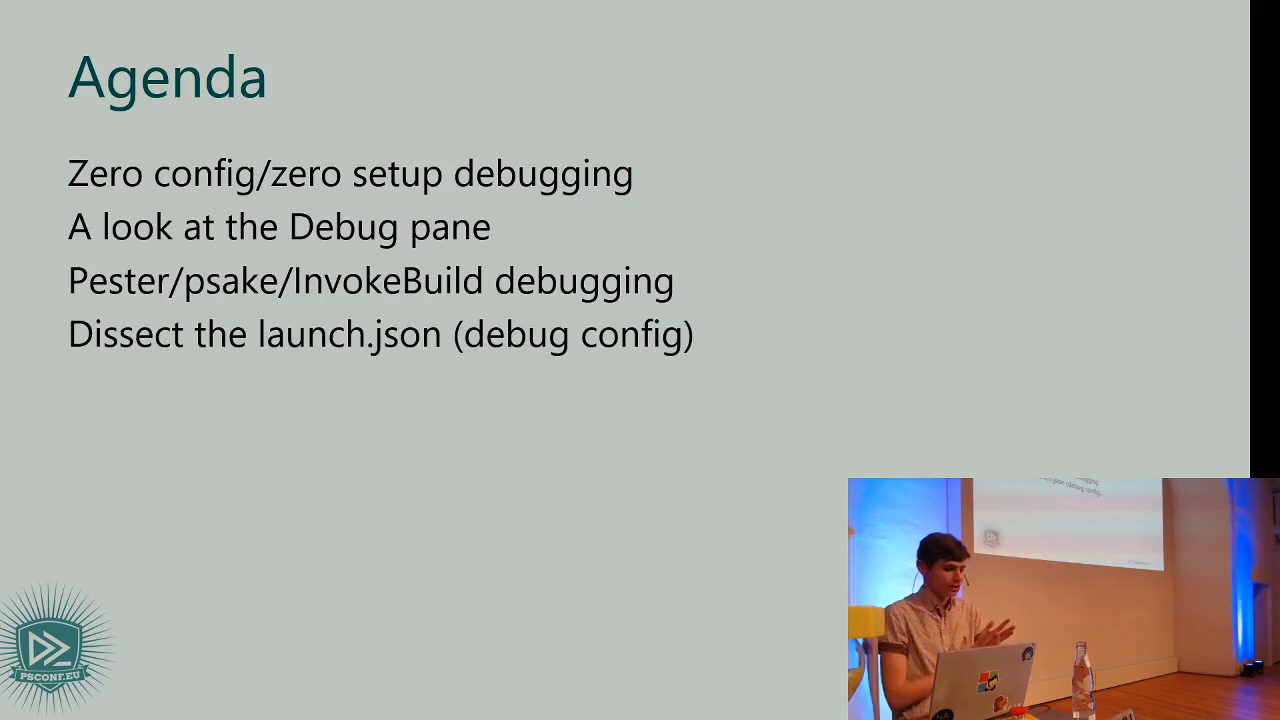 Agenda
Zero config/zero setup debugging
A look at the Debug pane
Pester/psake/InvokeBuild debugging
Dissect the launch.json (debug config)
PSCONF.EU